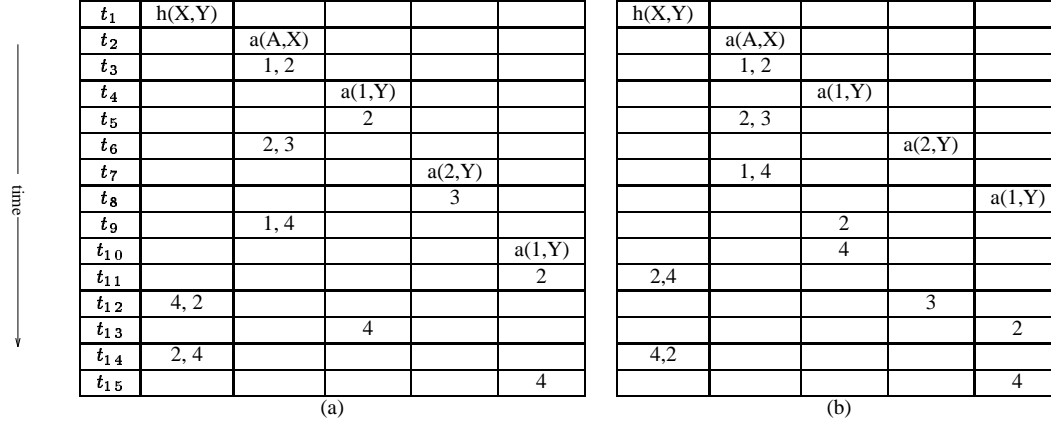 t1 h(X,Y) h(X,Y)
t2 a(A,X) a(A,X)
t3 1, 2 1, 2
t4 a(1,Y) a(1,Y)
t5 2 2, 3
t6 2, 3 a(2,Y)
t7 a(2,Y) 1, 4
t8 3 a(1,Y)
t9 1, 4 2
t10 a(1,Y) 4
t11 2 2,4
t12 4, 2 3
t13 4 2
t14 2, 4 4,2
t15 4 4
time
(a) (b)